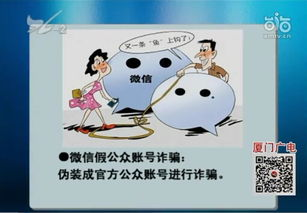 又一条“鱼”上钩了！
微信
●微信假公众账号诈骗：
伪装成官方公众账号进行诈骗。
厦门广电